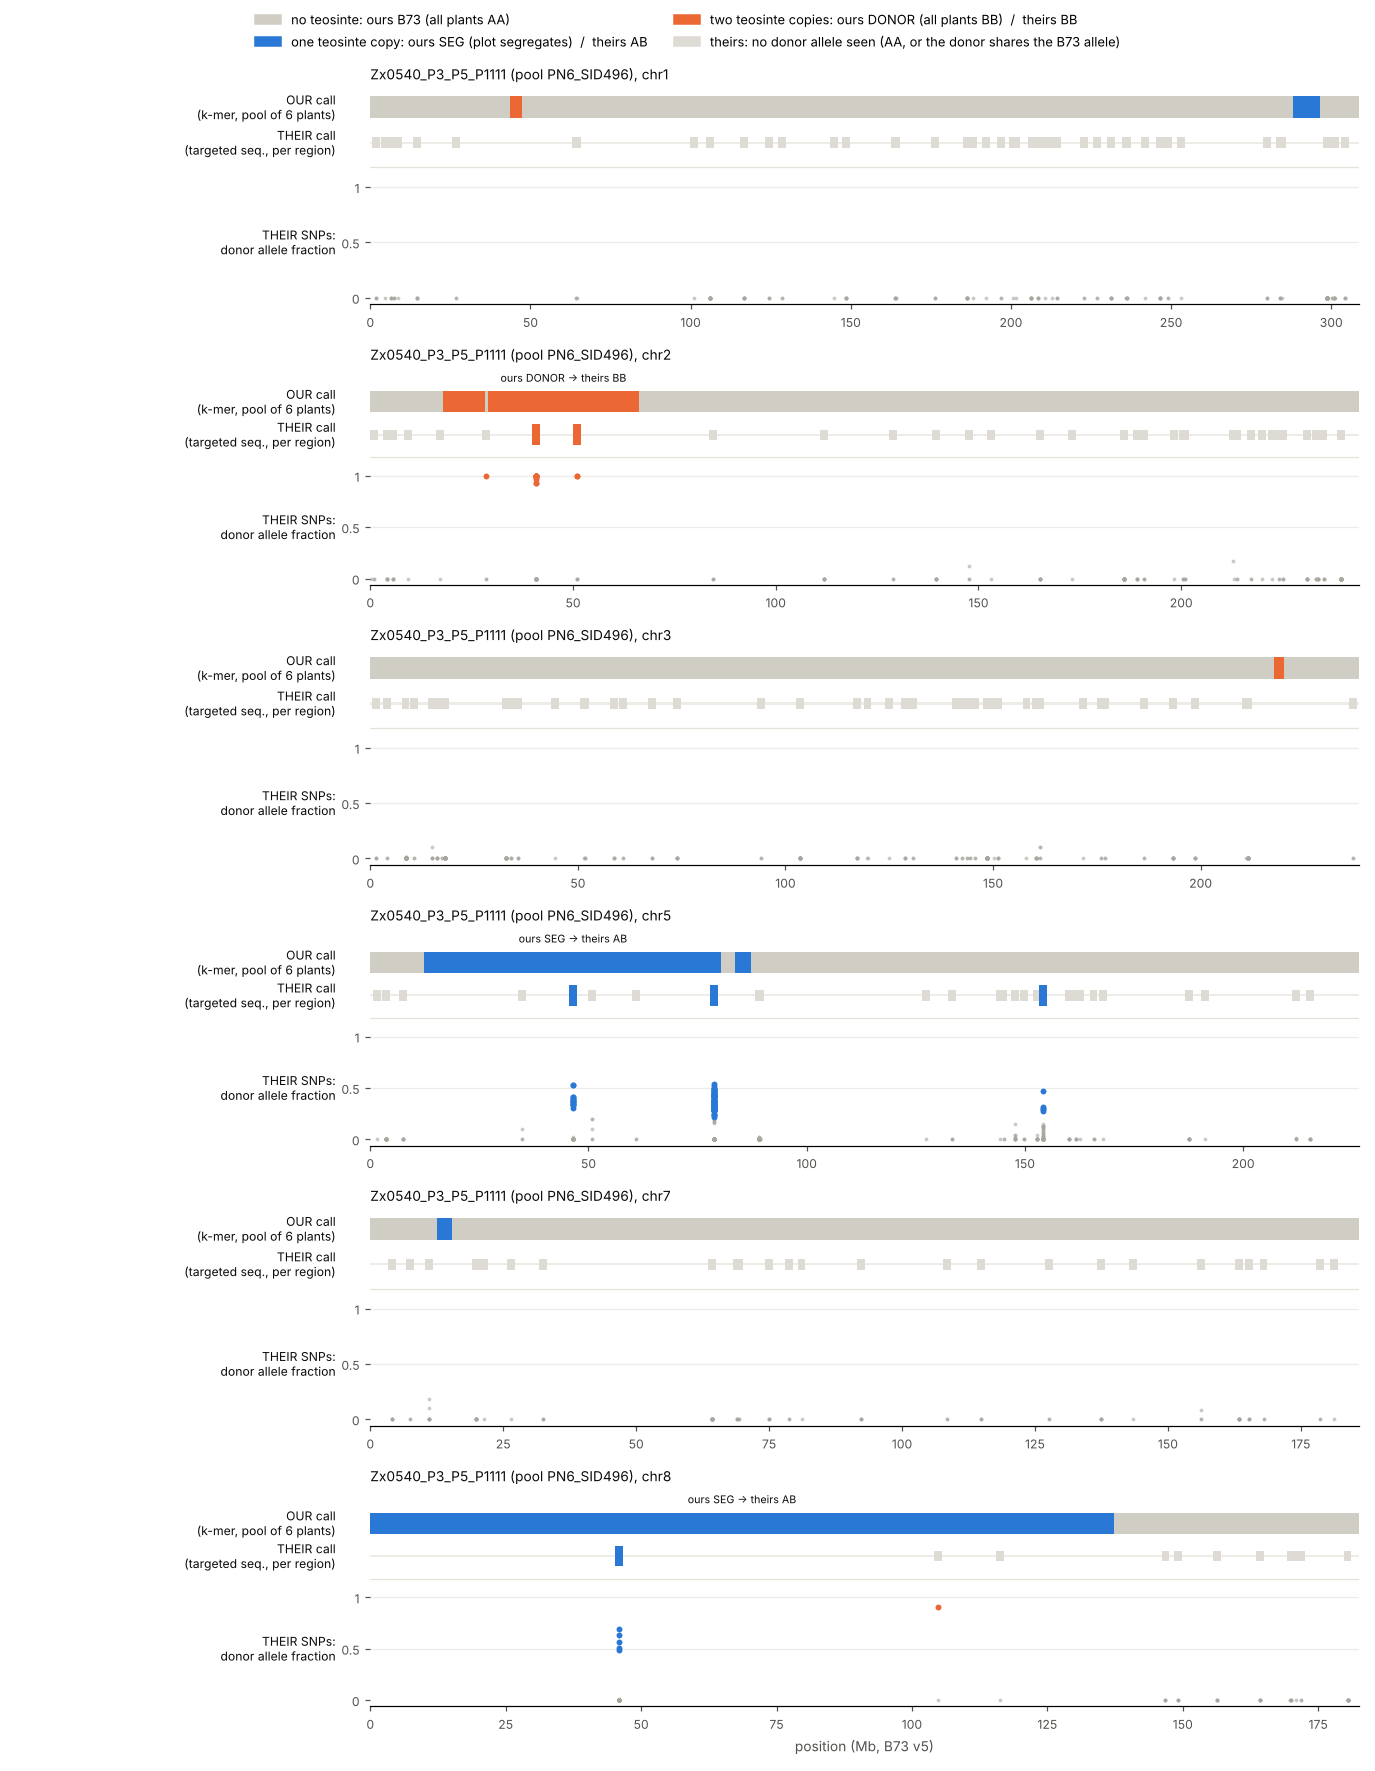 no teosinte: ours B73 (all plants AA)
two teosinte copies: ours DONOR (all plants BB) / theirs BB
one teosinte copy: ours SEG (plot segregates) / theirs AB
theirs: no donor allele seen (AA, or the donor shares the B73 allele)
Zx0540_P3_P5_P1111 (pool PN6_SID496), chr1
OUR call
(k-mer, pool of 6 plants)
THEIR call
(targeted seq., per region)
1
THEIR SNPs:
donor allele fraction
0.5
0
0 50 100 150 200 250 300
Zx0540_P3_P5_P1111 (pool PN6_SID496), chr2
ours DONOR → theirs BB
OUR call
(k-mer, pool of 6 plants)
THEIR call
(targeted seq., per region)
1
THEIR SNPs:
donor allele fraction
0.5
0
0 50 100 150 200
Zx0540_P3_P5_P1111 (pool PN6_SID496), chr3
OUR call
(k-mer, pool of 6 plants)
THEIR call
(targeted seq., per region)
1
THEIR SNPs:
donor allele fraction
0.5
0
0 50 100 150 200
Zx0540_P3_P5_P1111 (pool PN6_SID496), chr5
ours SEG → theirs AB
OUR call
(k-mer, pool of 6 plants)
THEIR call
(targeted seq., per region)
1
THEIR SNPs:
donor allele fraction
0.5
0
0 50 100 150 200
Zx0540_P3_P5_P1111 (pool PN6_SID496), chr7
OUR call
(k-mer, pool of 6 plants)
THEIR call
(targeted seq., per region)
1
THEIR SNPs:
donor allele fraction
0.5
0
0 25 50 75 100 125 150 175
Zx0540_P3_P5_P1111 (pool PN6_SID496), chr8
ours SEG → theirs AB
OUR call
(k-mer, pool of 6 plants)
THEIR call
(targeted seq., per region)
1
THEIR SNPs:
donor allele fraction
0.5
0
0 25 50 75 100 125 150 175
position (Mb, B73 v5)